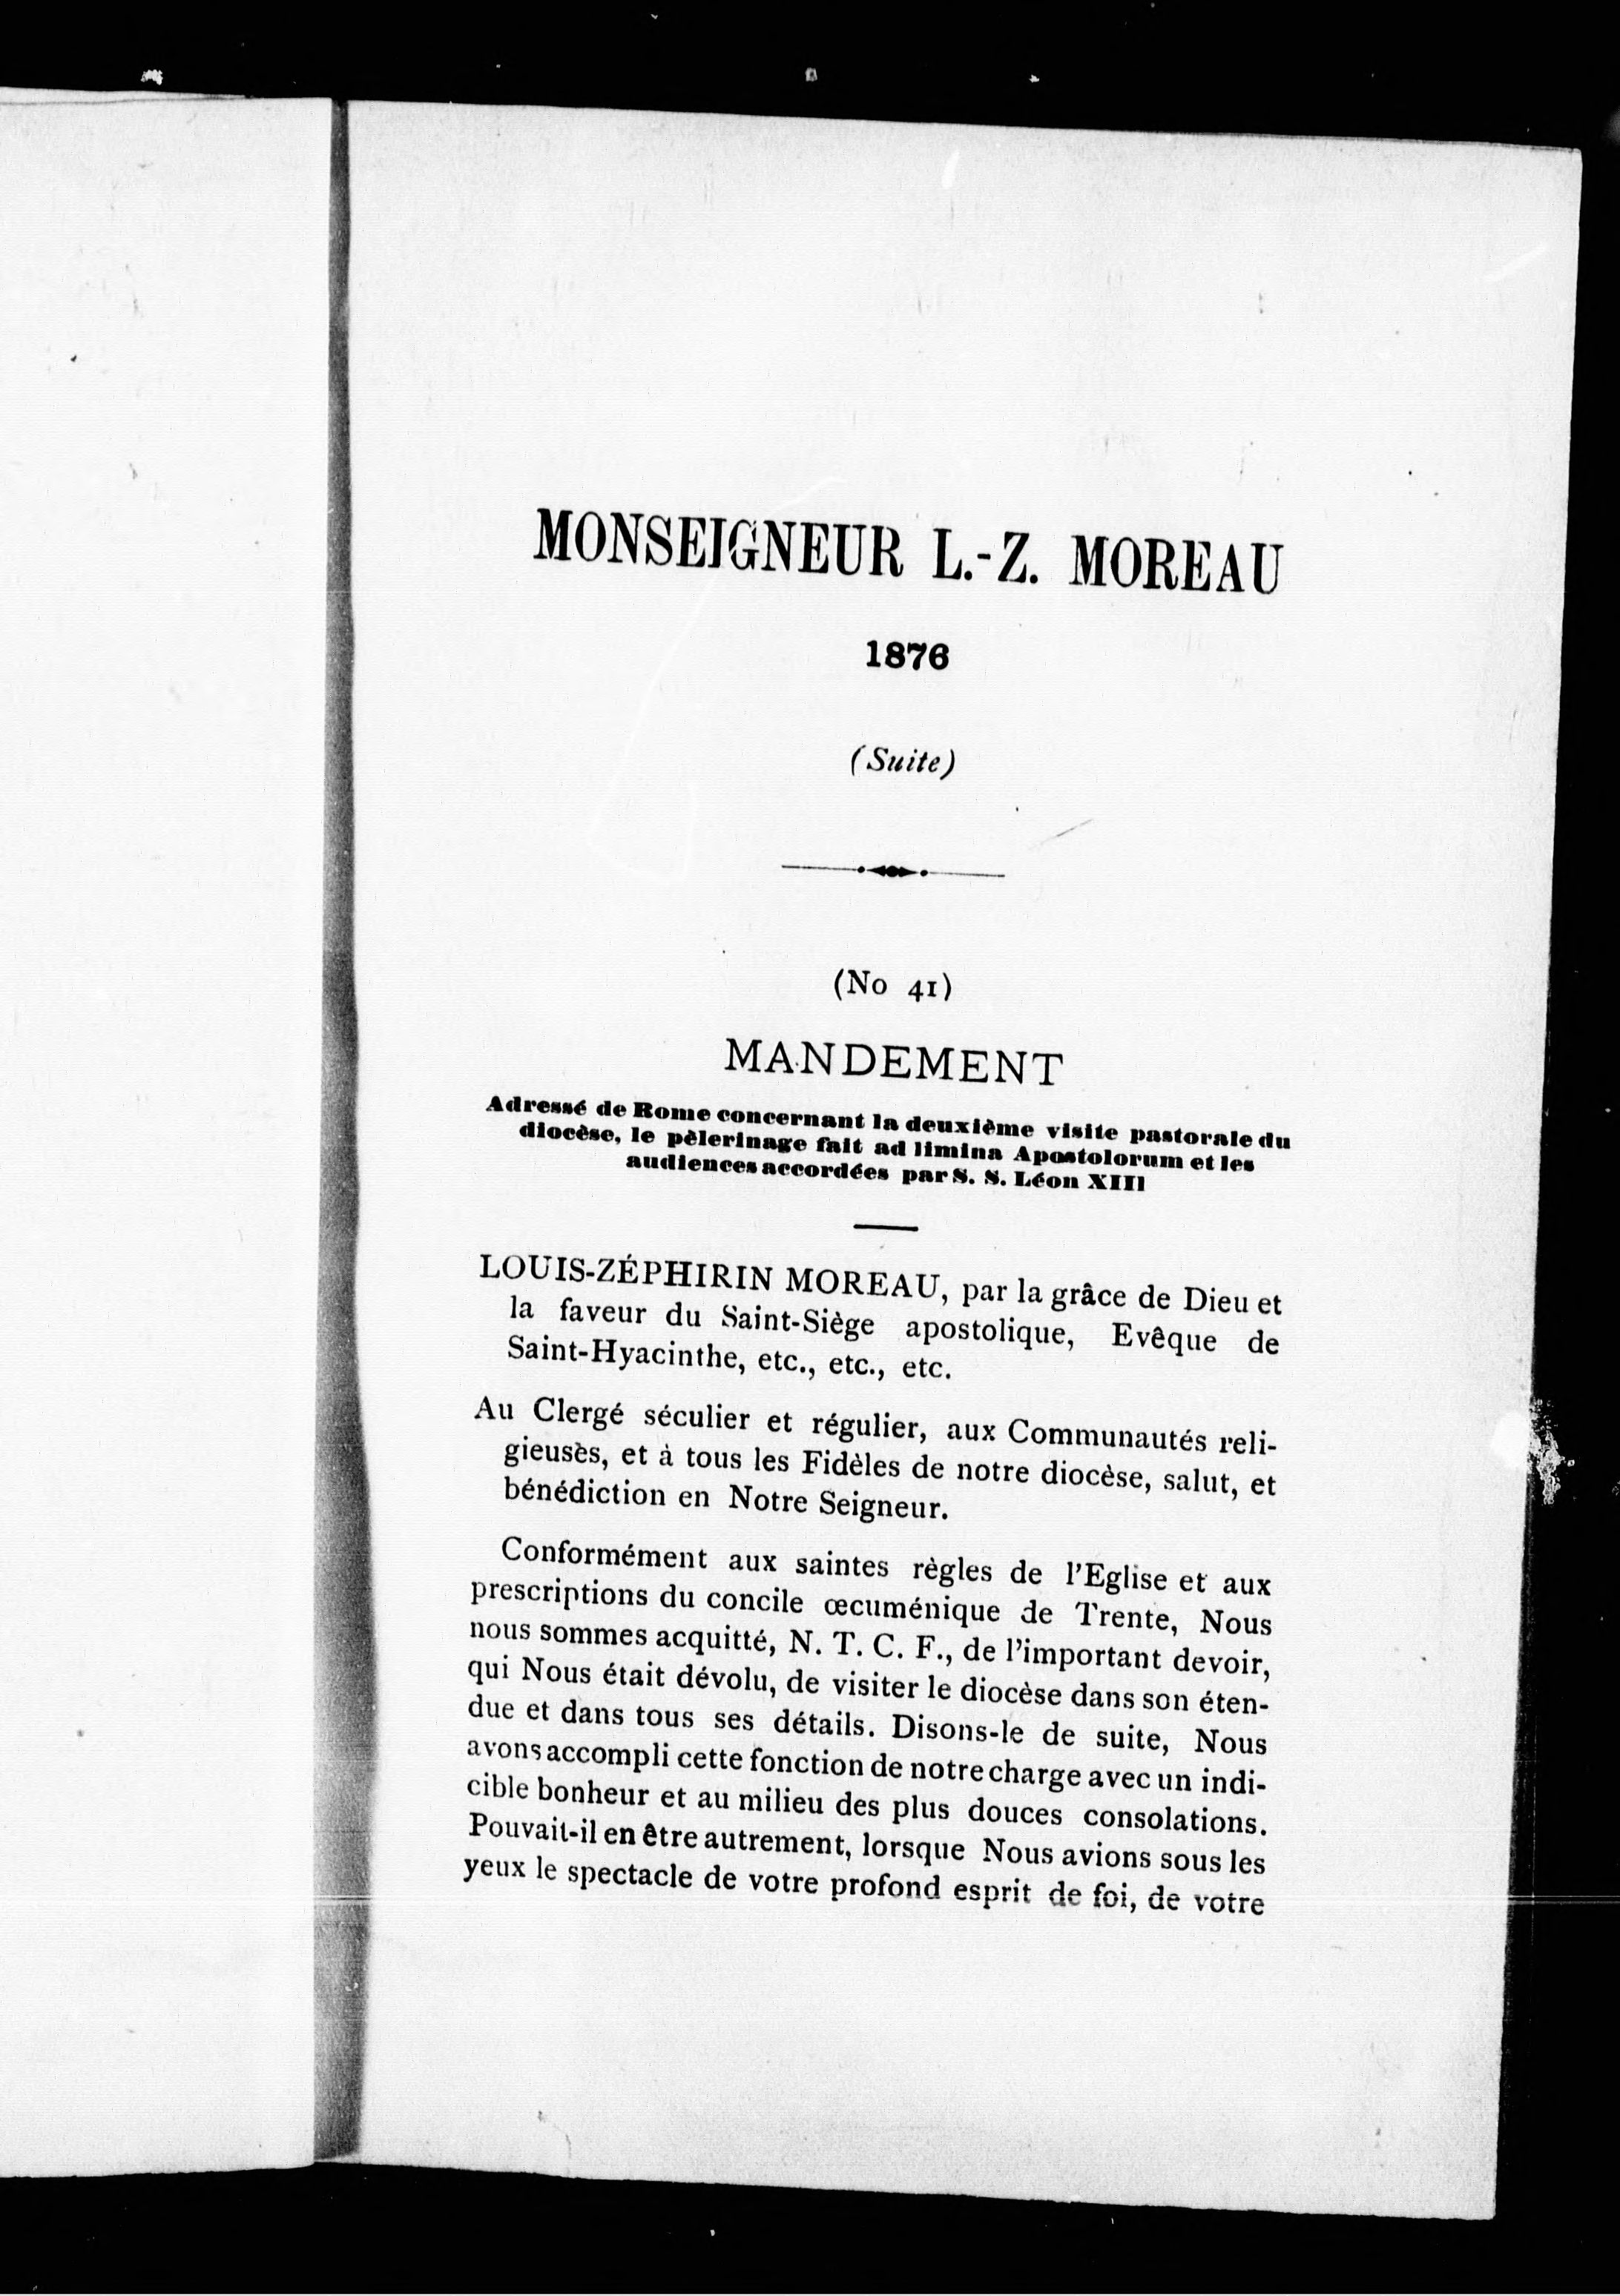 MONSEIGNEUR L.-Z. MOREAU
1876
(Suite)
(No 41)
MANDEMENT
Adressé de Rome concernant la deuxième visite pastorale du
diocèse, le pèlerinage fait ad limina Apostolorum et les
audiences accordées par S. S. Léon XIII
LOUIS-ZÉPHIRIN MOREAU, par la grâce de Dieu et
la faveur du Saint-Siège apostolique, Evêque de
Saint-Hyacinthe, etc., etc., etc.
Au Clergé séculier et régulier, aux Communautés reli-
gieusès, et à tous les Fidèles de notre diocèse, salut, et
bénédiction en Notre Seigneur.
Conformément aux saintes règles de l'Eglise et aux
prescriptions du concile œcuménique de Trente, Nous
nous sommes acquitté, N. T. C. F., de l'important devoir,
qui Nous était dévolu, de visiter le diocèse dans son éten-
due et dans tous ses détails. Disons-le de suite, Nous
avons accompli cette fonction de notre charge avec un indi-
cible bonheur et au milieu des plus douces consolations.
Pouvait-il en être autrement, lorsque Nous avions sous les
yeux le spectacle de votre profond esprit de foi, de votre